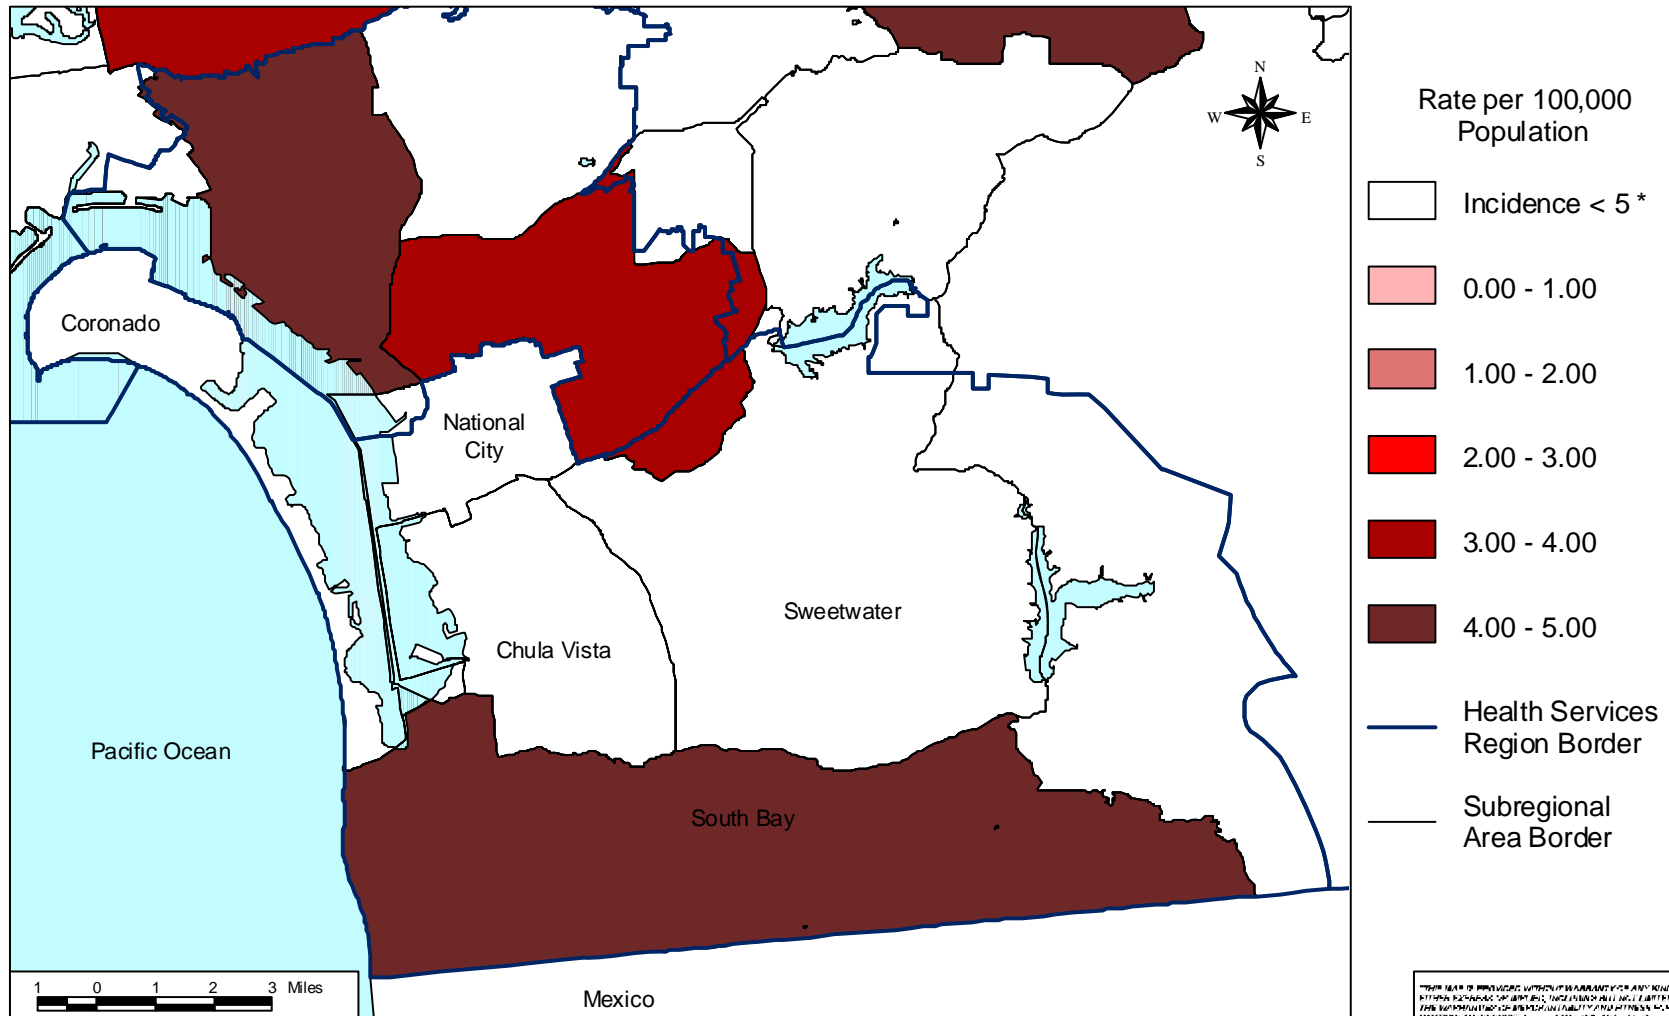 N
W
E
S
Coronado
National
City
Sweetwater
Chula Vista
Pacific Ocean
South Bay
Mexico
1 0 1 2 3 Miles
Rate per 100,000
Population
Incidence < 5 *
0.00 - 1.00
1.00 - 2.00
2.00 - 3.00
3.00 - 4.00
4.00 - 5.00
Health Services
Region Border
Subregional
Area Border